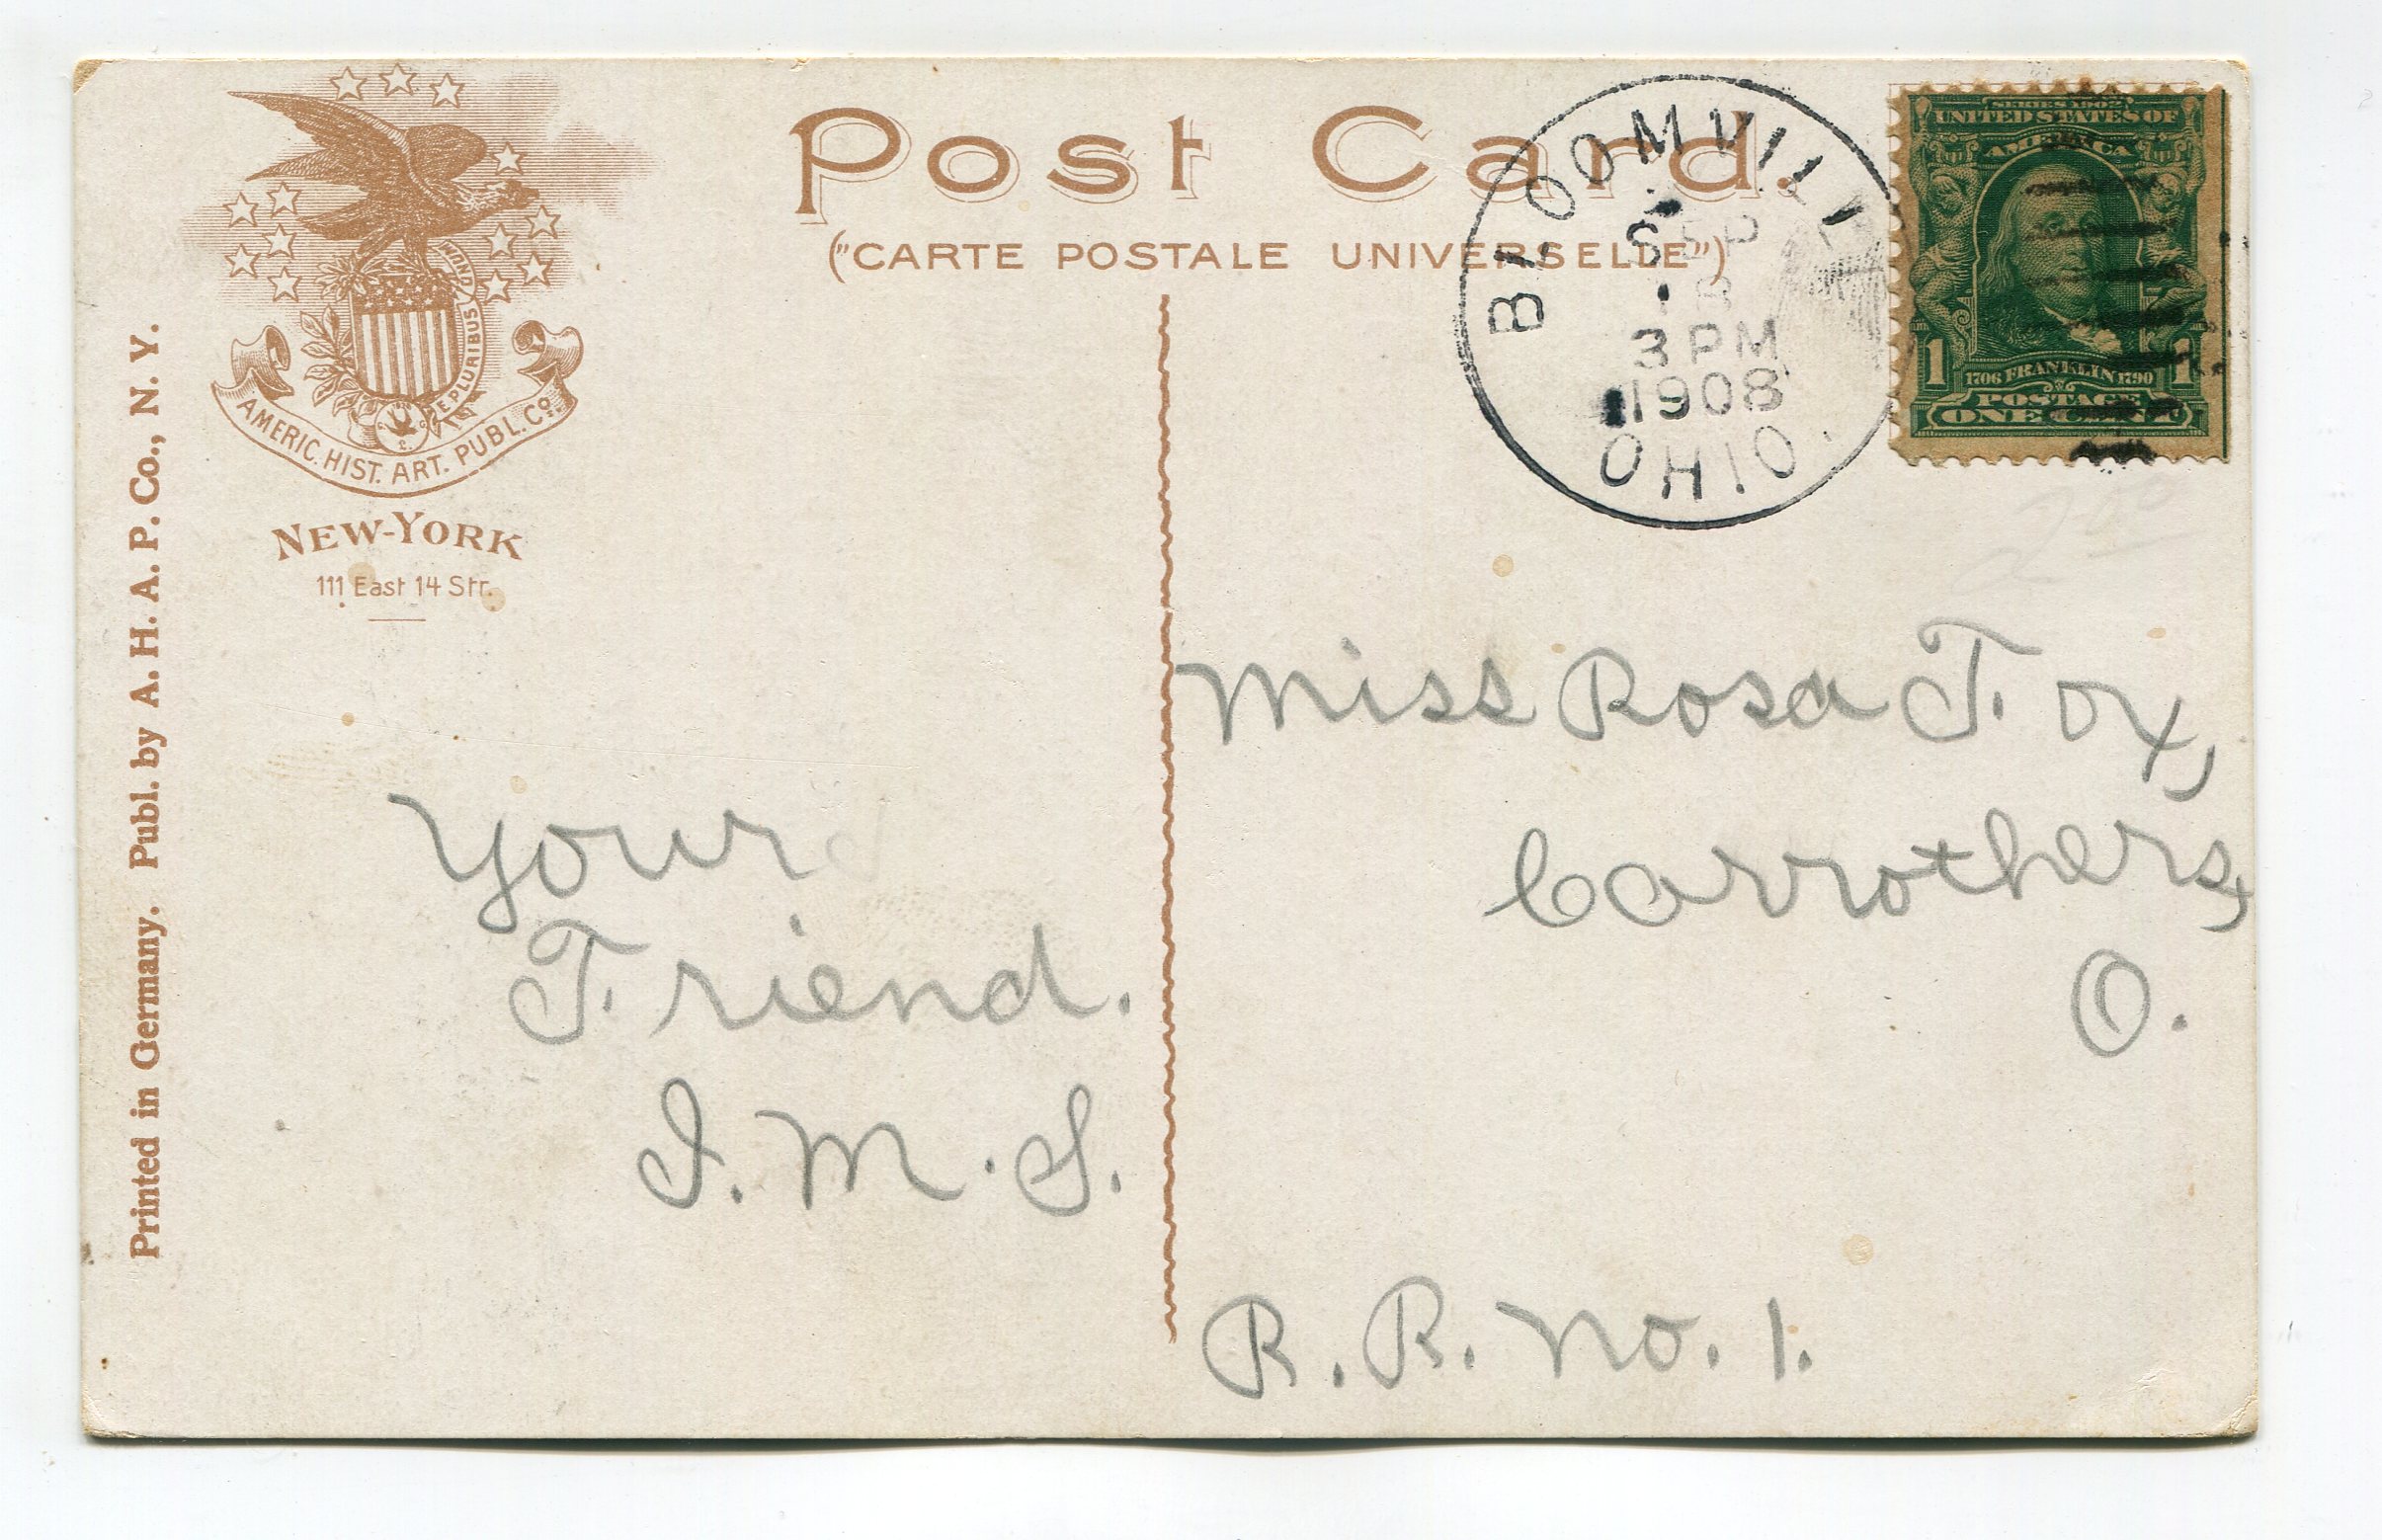 Post Card.
("CARTE POSTALE UNIVERSELLE")
E PLURIBUS UNUM
AMERIC. HIST. ART. PUBL. Co.
NEW-YORK
111 East 14 Str.
Printed in Germany. Publ. by A. H. A. P. Co., N. Y.
BLOOMVILLE
SEP
3 PM
1908
OHIO.
SERIES 1902
UNITED STATES OF
AMERICA
1 1
1706 FRANKLIN 1790
POSTAGE
ONE CENT
Your
Friend.
I. M. S.
Miss Rosa Fox,
Carrothers,
O.
R. R. No. 1.